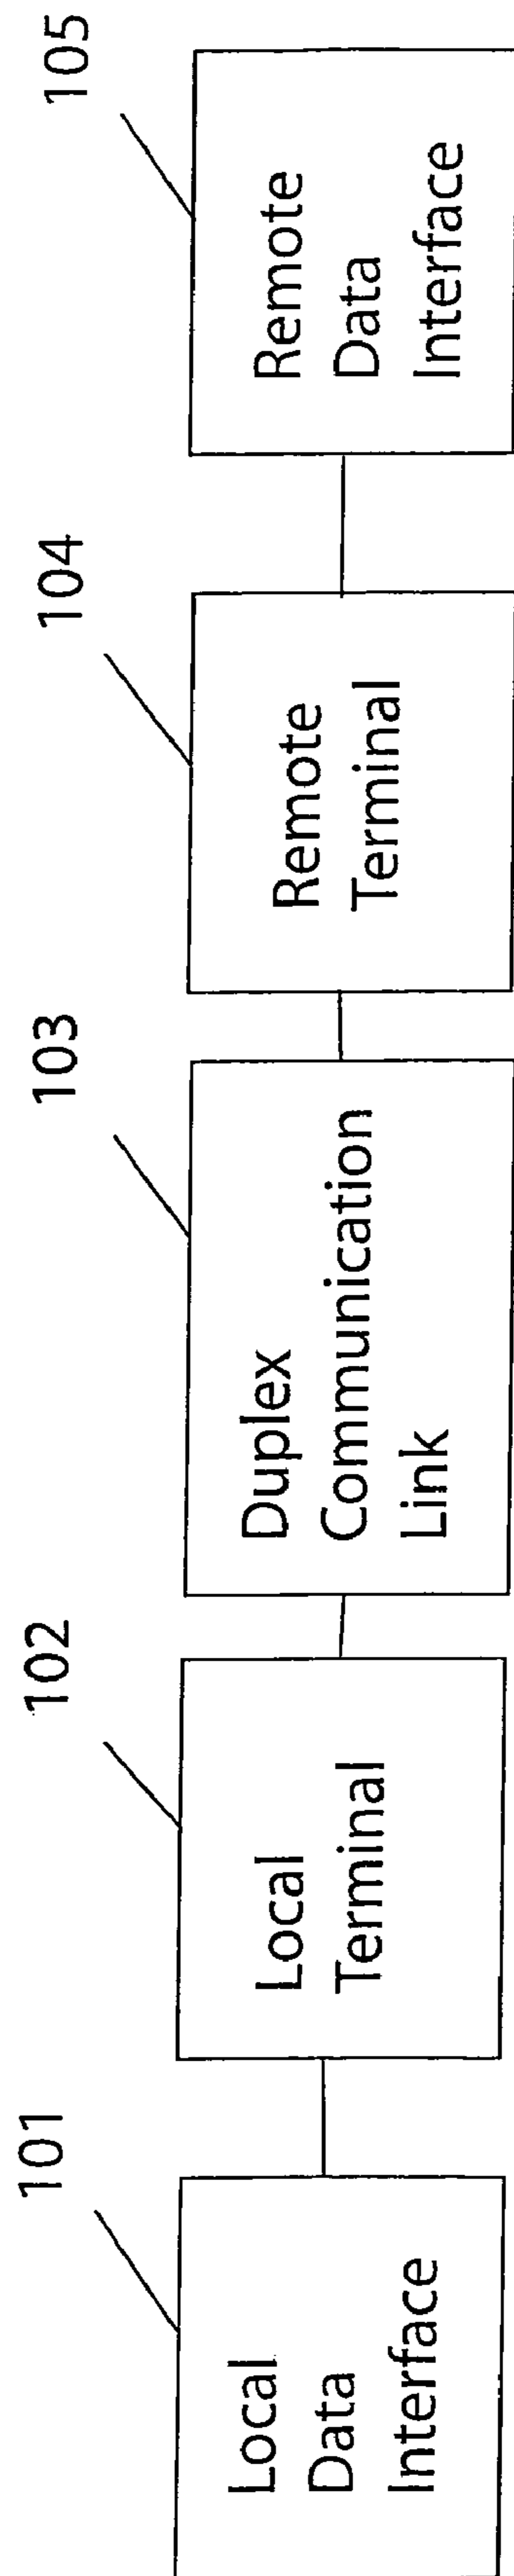 101
Local
Data
Interface
102
Local
Terminal
103
Duplex
Communication
Link
104
Remote
Terminal
105
Remote
Data
Interface